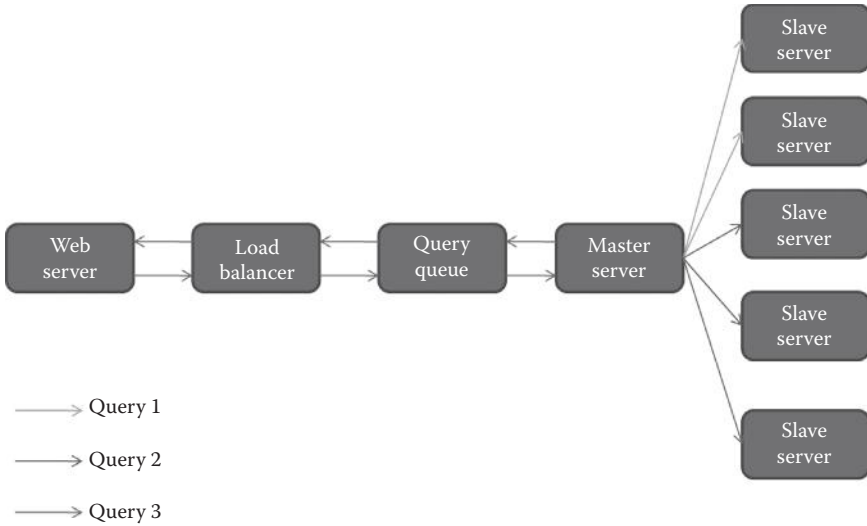 Slave
server
Slave
server
Slave
server
Slave
server
Slave
server
Web
server
Load
balancer
Query
queue
Master
server
Query 1
Query 2
Query 3